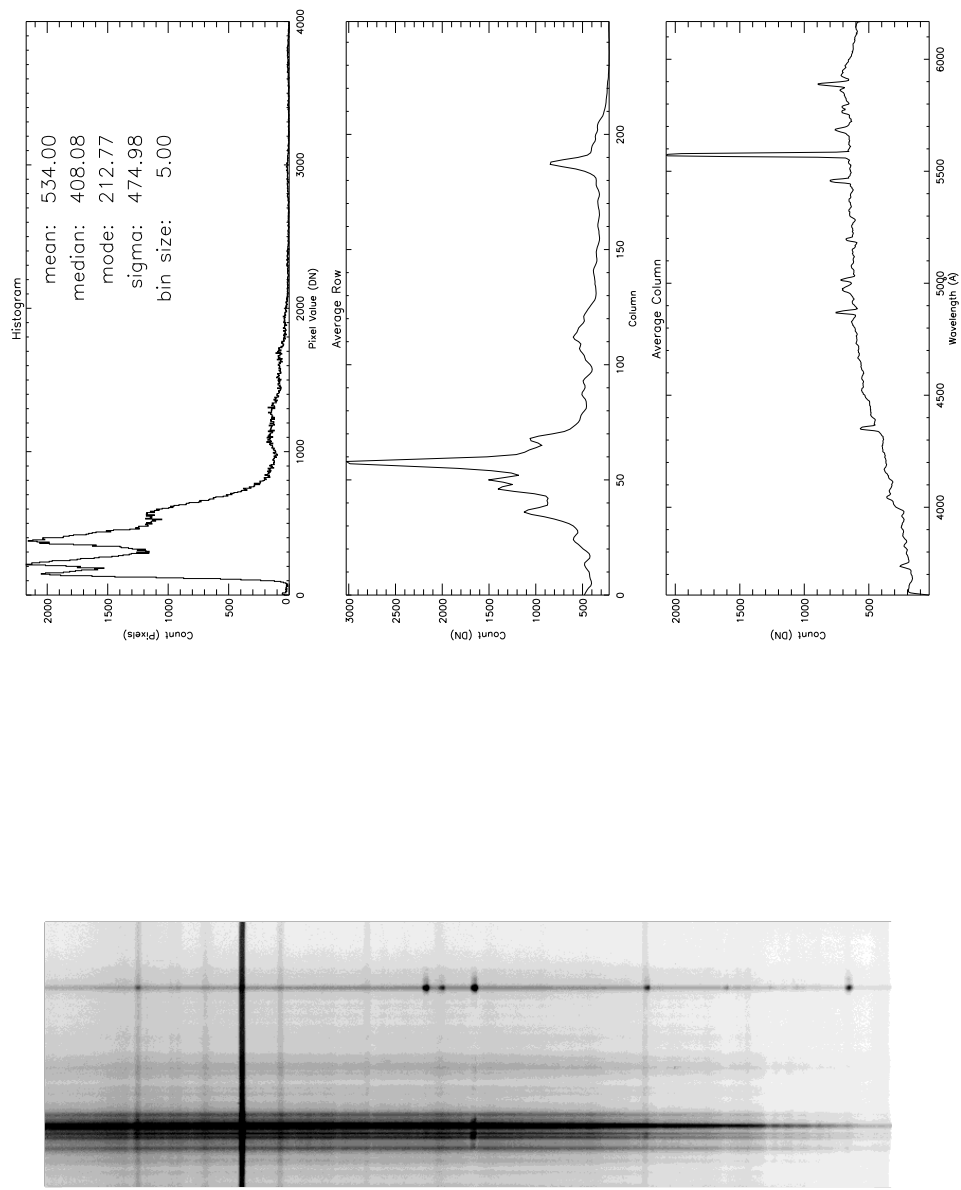 Histogram
mean: 534.00
median: 408.08
mode: 212.77
sigma: 474.98
bin size: 5.00
Count (Pixels)
0 500 1000 1500 2000
0 1000 2000 3000 4000
Pixel Value (DN)
Average Row
Count (DN)
500 1000 1500 2000 2500 3000
0 50 100 150 200
Column
Average Column
Count (DN)
500 1000 1500 2000
4000 4500 5000 5500 6000
Wavelength (A)